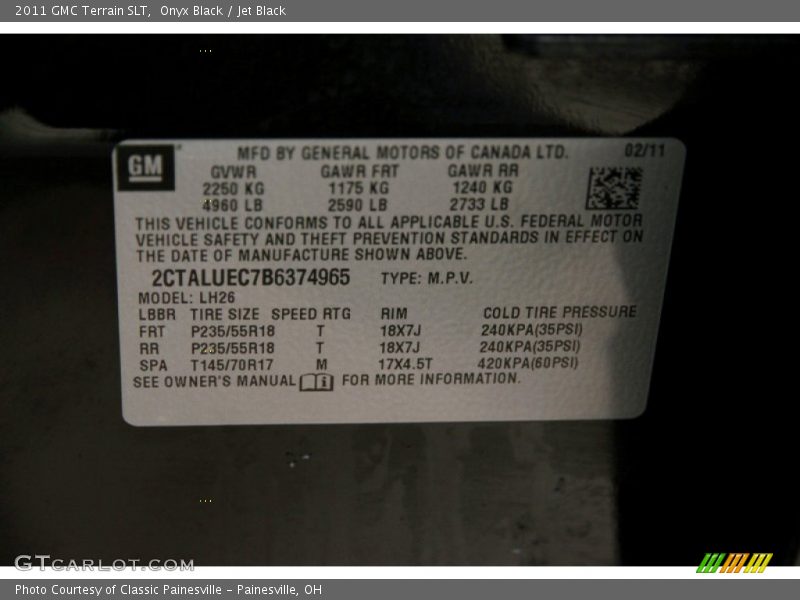 2011 GMC Terrain SLT, Onyx Black / Jet Black
GM
MFD BY GENERAL MOTORS OF CANADA LTD. 02/11
GVWR GAWR FRT GAWR RR
2250 KG 1175 KG 1240 KG
4960 LB 2590 LB 2733 LB
THIS VEHICLE CONFORMS TO ALL APPLICABLE U.S. FEDERAL MOTOR
VEHICLE SAFETY AND THEFT PREVENTION STANDARDS IN EFFECT ON
THE DATE OF MANUFACTURE SHOWN ABOVE.
2CTALUEC7B6374965 TYPE: M.P.V.
MODEL: LH26
LBBR TIRE SIZE SPEED RTG RIM COLD TIRE PRESSURE
FRT P235/55R18 T 18X7J 240KPA(35PSI)
RR P235/55R18 T 18X7J 240KPA(35PSI)
SPA T145/70R17 M 17X4.5T 420KPA(60PSI)
SEE OWNER'S MANUAL FOR MORE INFORMATION.
GTCARLOT.COM
Photo Courtesy of Classic Painesville - Painesville, OH